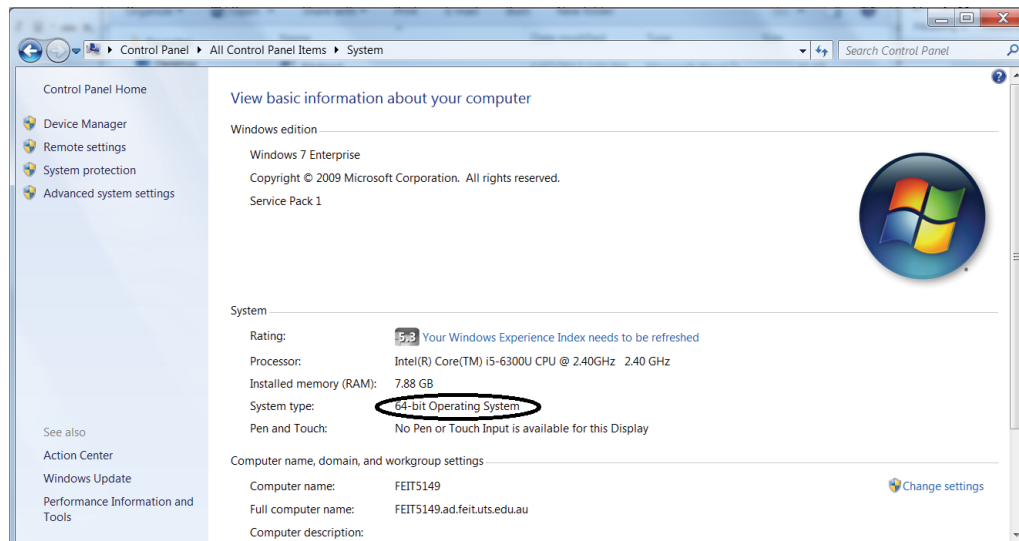 Control Panel ▸ All Control Panel Items ▸ System
Search Control Panel
Control Panel Home
Device Manager
Remote settings
System protection
Advanced system settings
See also
Action Center
Windows Update
Performance Information and
Tools
View basic information about your computer
Windows edition
Windows 7 Enterprise
Copyright © 2009 Microsoft Corporation. All rights reserved.
Service Pack 1
System
Rating: 5.3 Your Windows Experience Index needs to be refreshed
Processor: Intel(R) Core(TM) i5-6300U CPU @ 2.40GHz 2.40 GHz
Installed memory (RAM): 7.88 GB
System type: 64-bit Operating System
Pen and Touch: No Pen or Touch Input is available for this Display
Computer name, domain, and workgroup settings
Computer name: FEIT5149
Change settings
Full computer name: FEIT5149.ad.feit.uts.edu.au
Computer description: